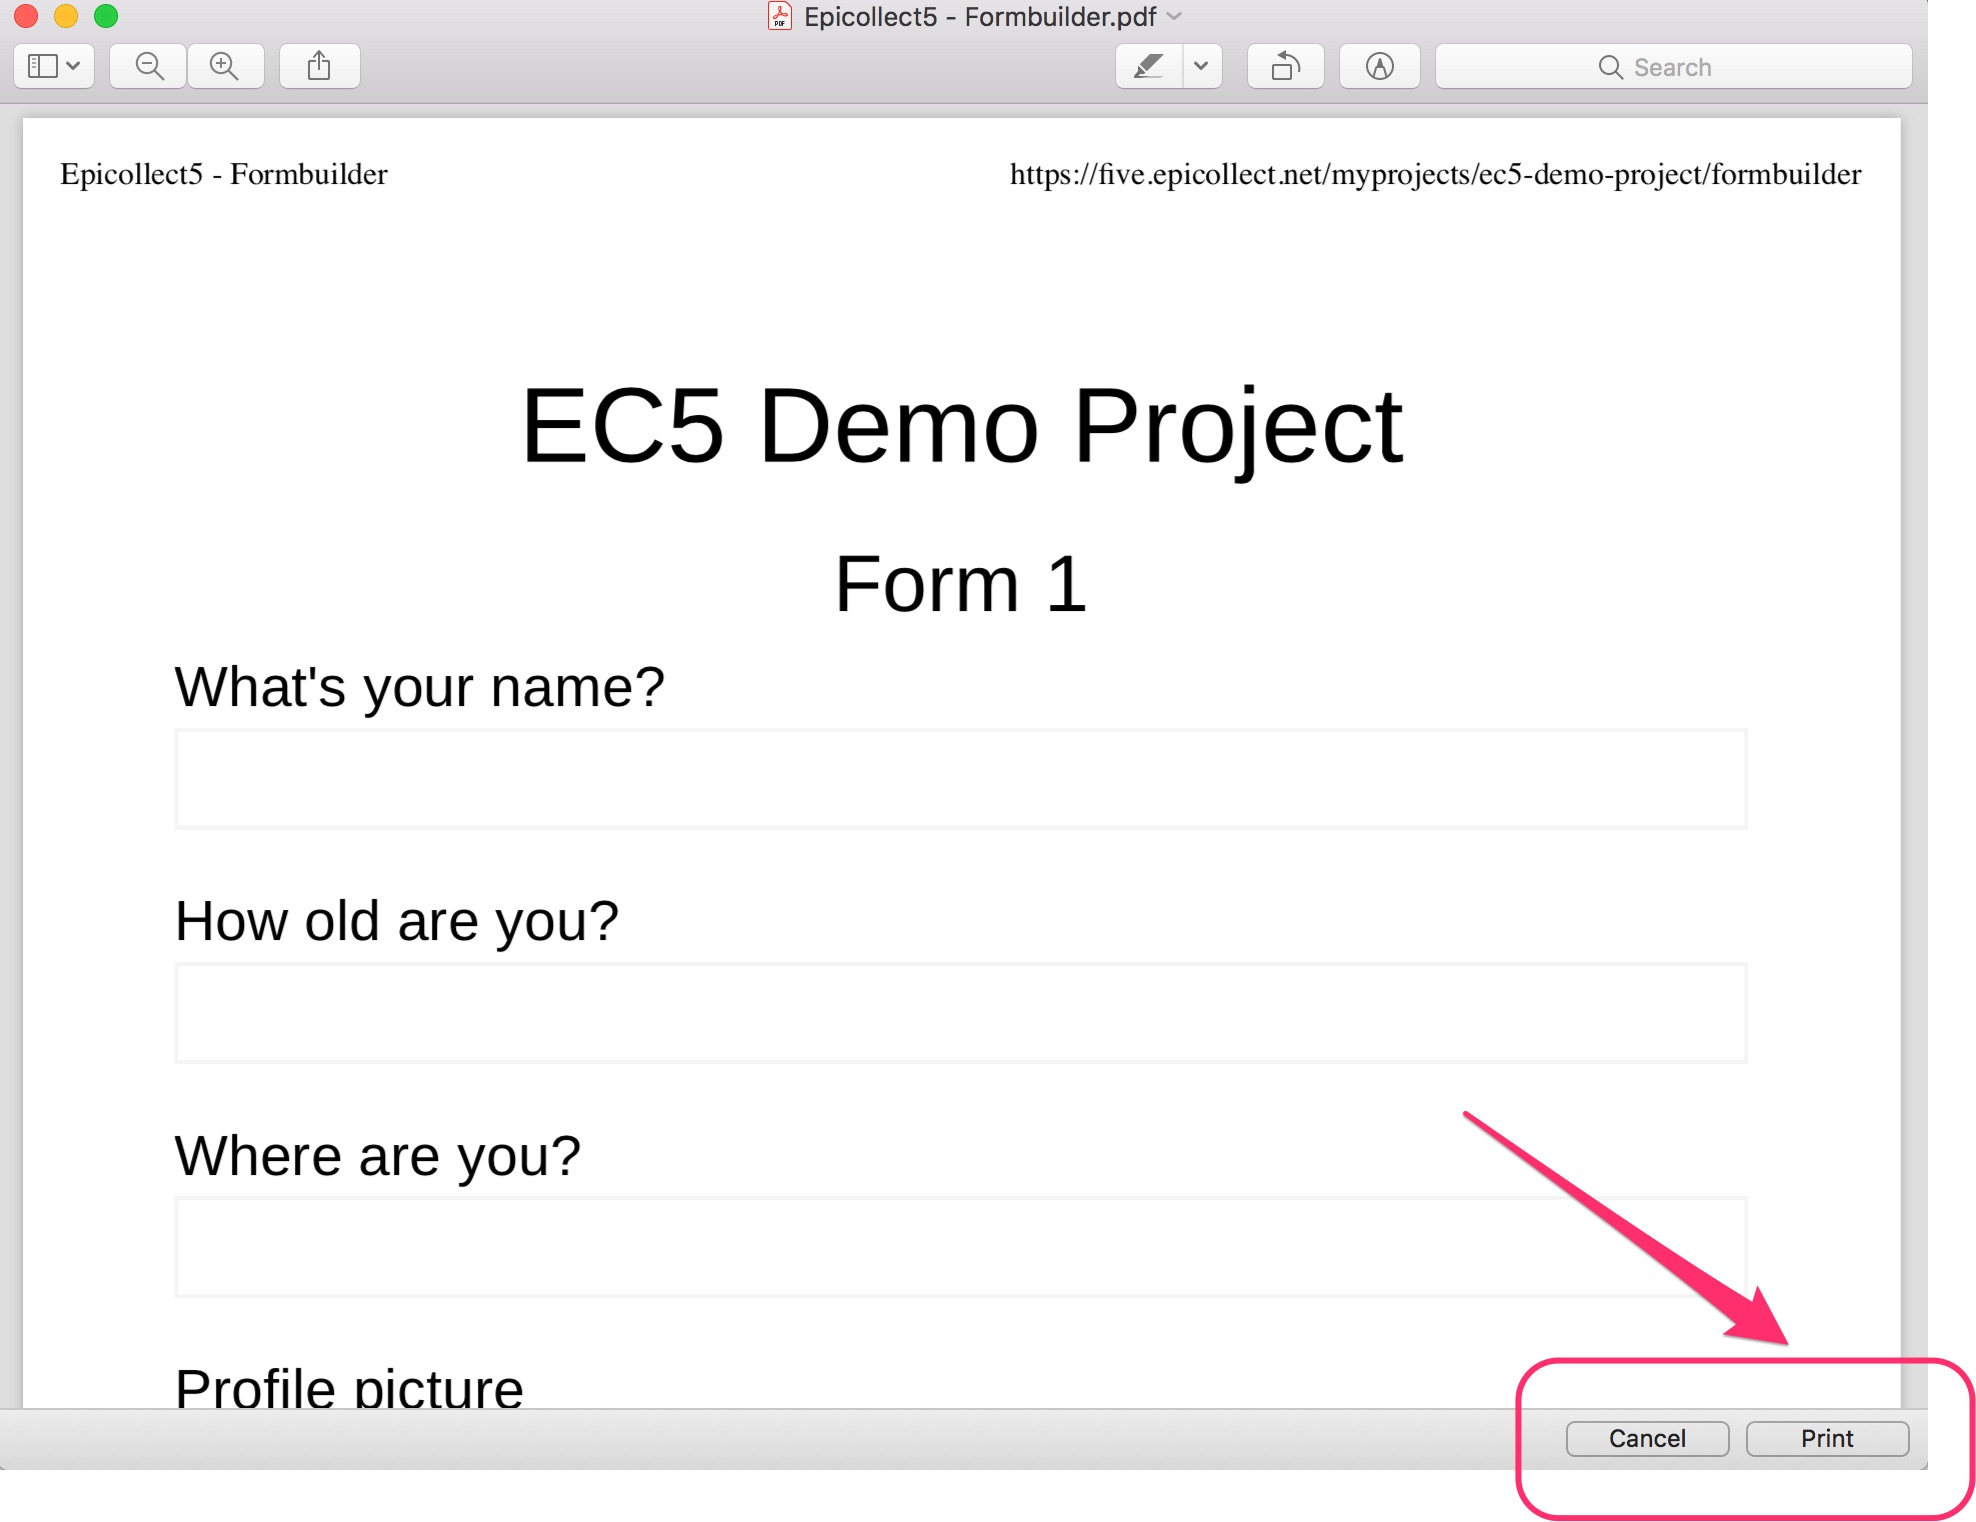 Epicollect5 - Formbuilder.pdf
Search
Epicollect5 - Formbuilder
https://five.epicollect.net/myprojects/ec5-demo-project/formbuilder
EC5 Demo Project
Form 1
What's your name?
How old are you?
Where are you?
Profile picture
Cancel
Print